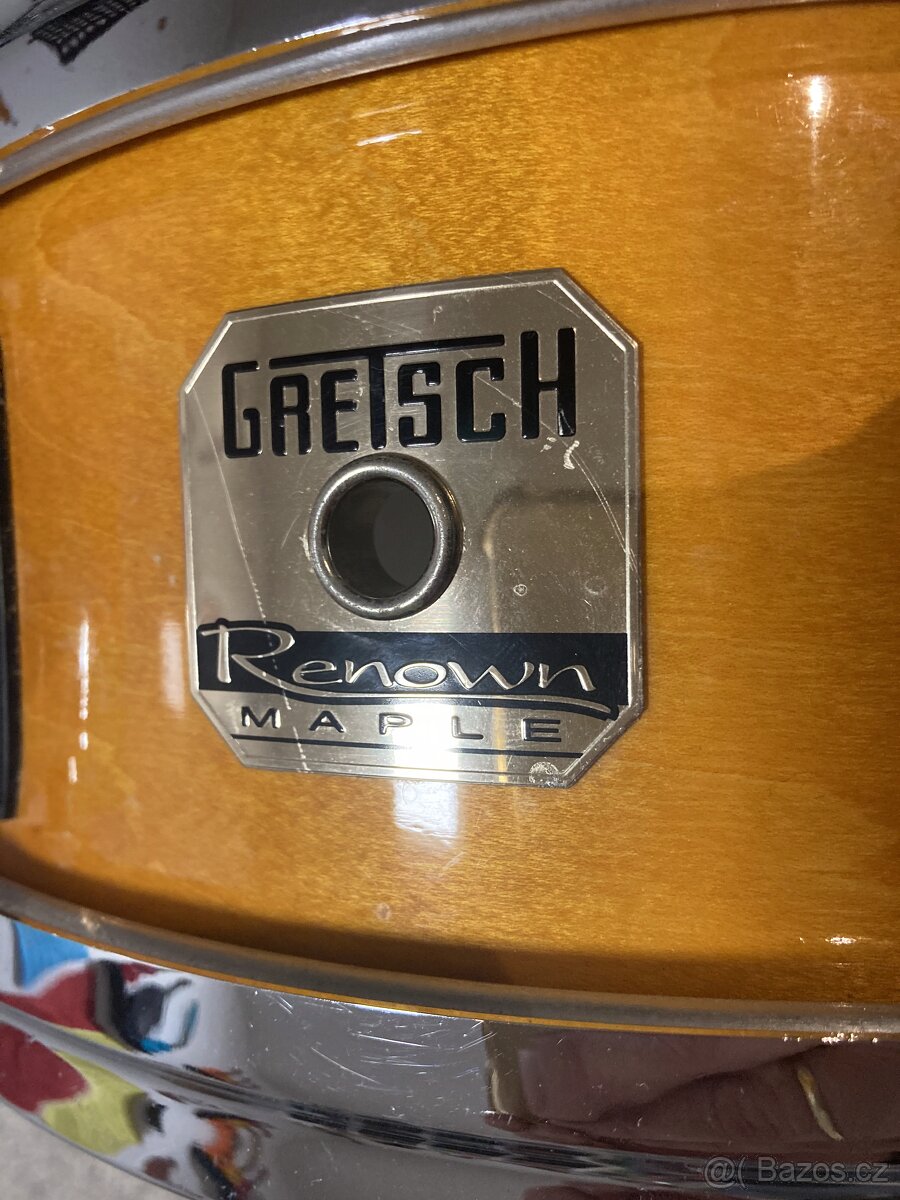 GRETSCH
Renown
MAPLE
@( Bazos.cz